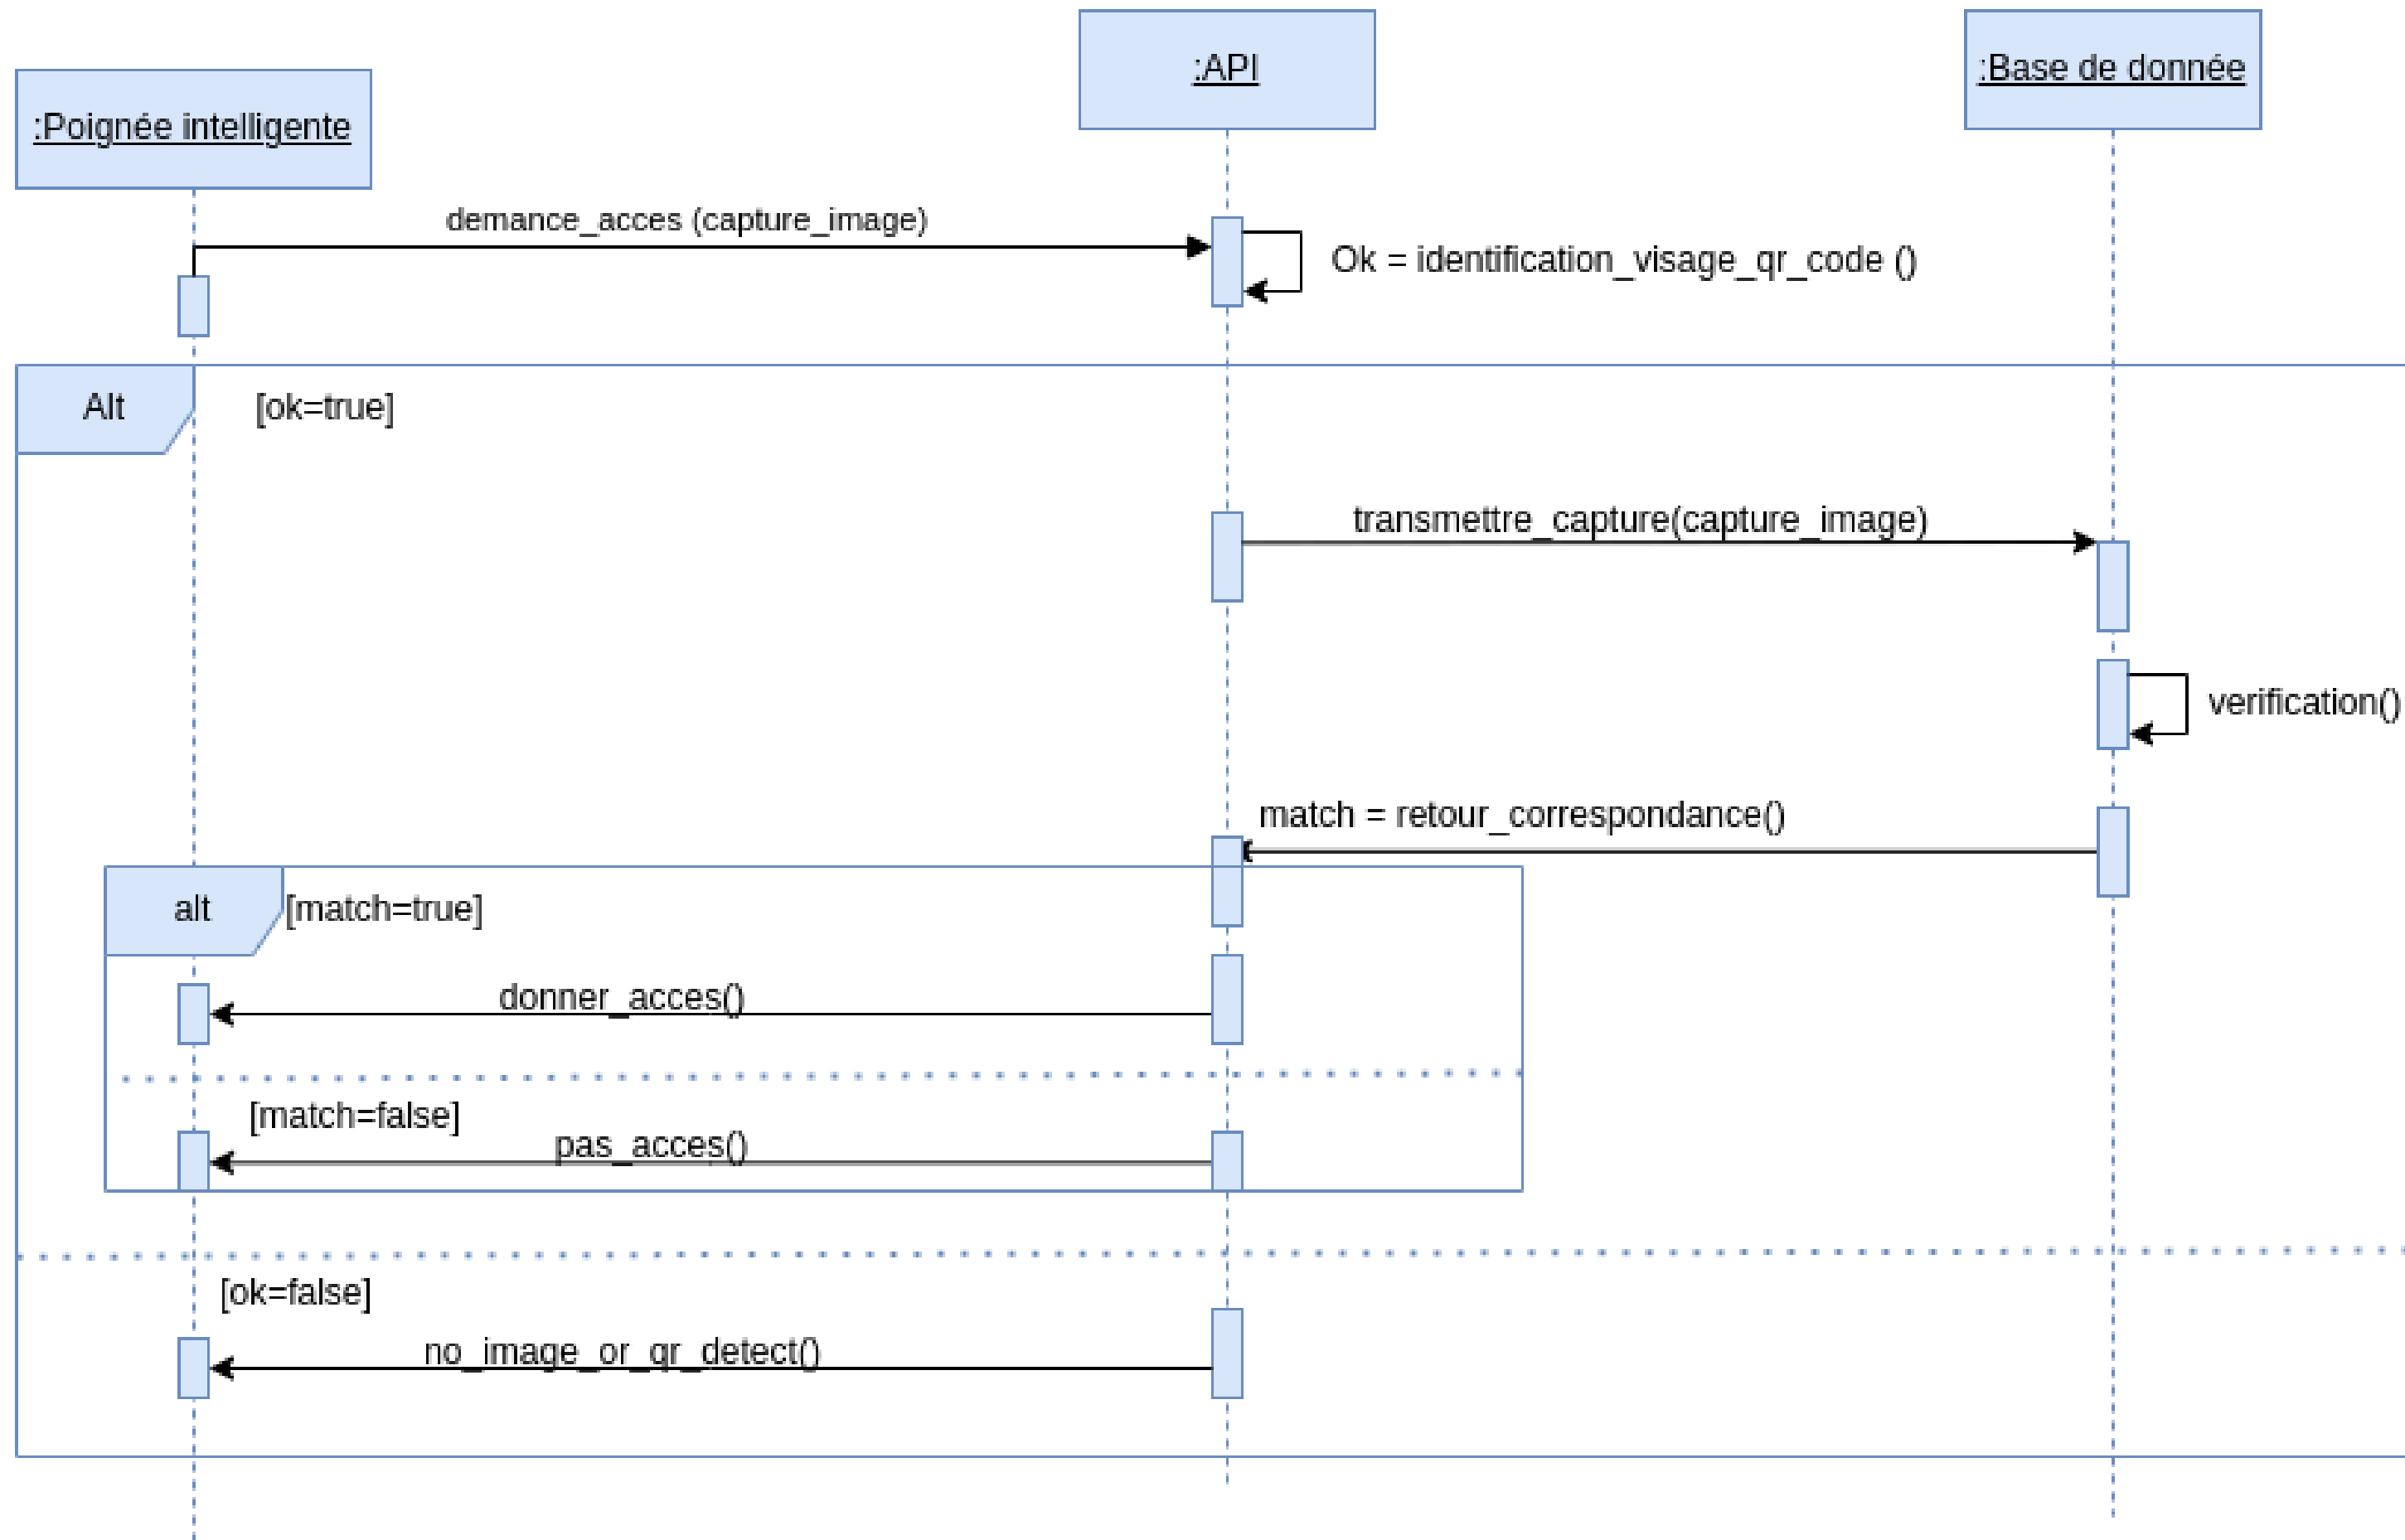 :Poignée intelligente
:API
:Base de donnée
demance_acces (capture_image)
Ok = identification_visage_qr_code ()
Alt
[ok=true]
transmettre_capture(capture_image)
verification()
match = retour_correspondance()
alt
[match=true]
donner_acces()
[match=false]
pas_acces()
[ok=false]
no_image_or_qr_detect()